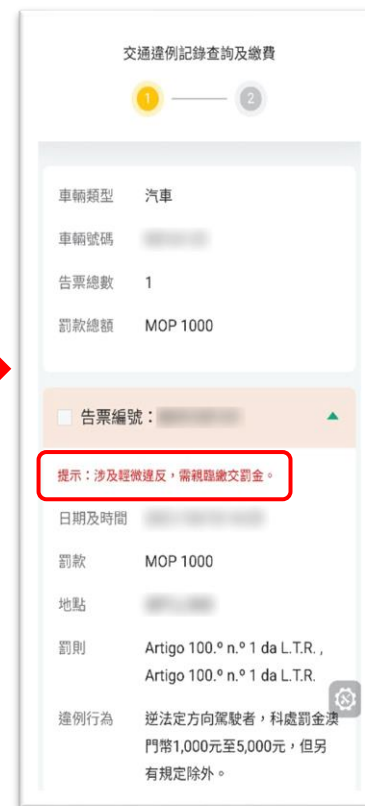 交通違例記錄查詢及繳費
1 2
車輛類型 汽車
車輛號碼
告票總數 1
罰款總額 MOP 1000
告票編號：
提示：涉及輕微違反，需親臨繳交罰金。
日期及時間
罰款 MOP 1000
地點
罰則 Artigo 100.º n.º 1 da L.T.R. ,
Artigo 100.º n.º 1 da L.T.R.
違例行為 逆法定方向駕駛者，科處罰金澳
門幣1,000元至5,000元，但另
有規定除外。